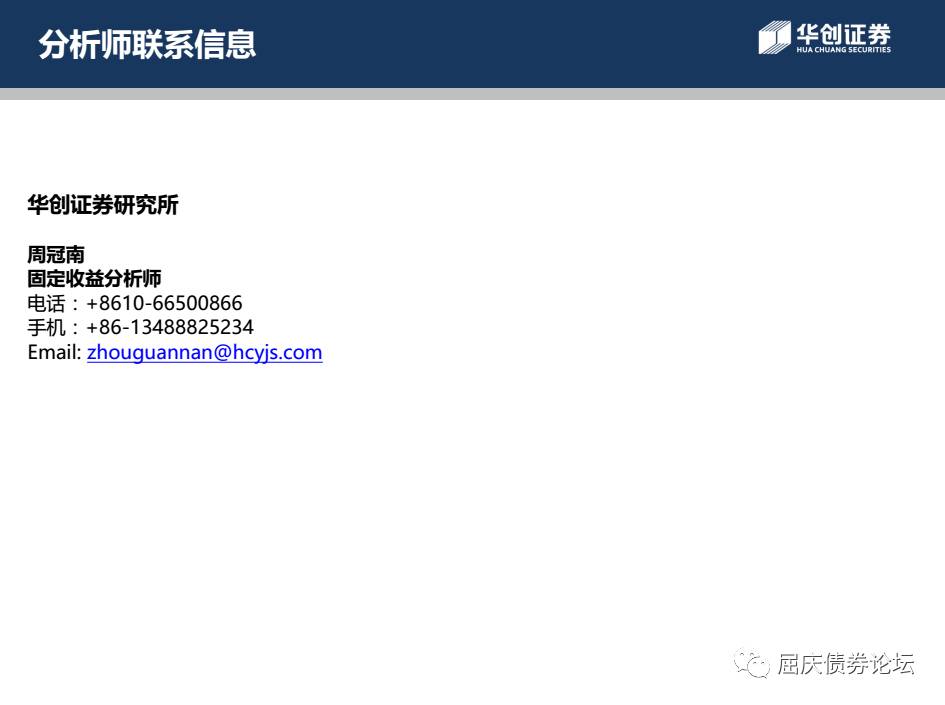 分析师联系信息
华创证券
HUA CHUANG SECURITIES
华创证券研究所
周冠南
固定收益分析师
电话：+8610-66500866
手机：+86-13488825234
Email: zhouguannan@hcyjs.com
屈庆债券论坛